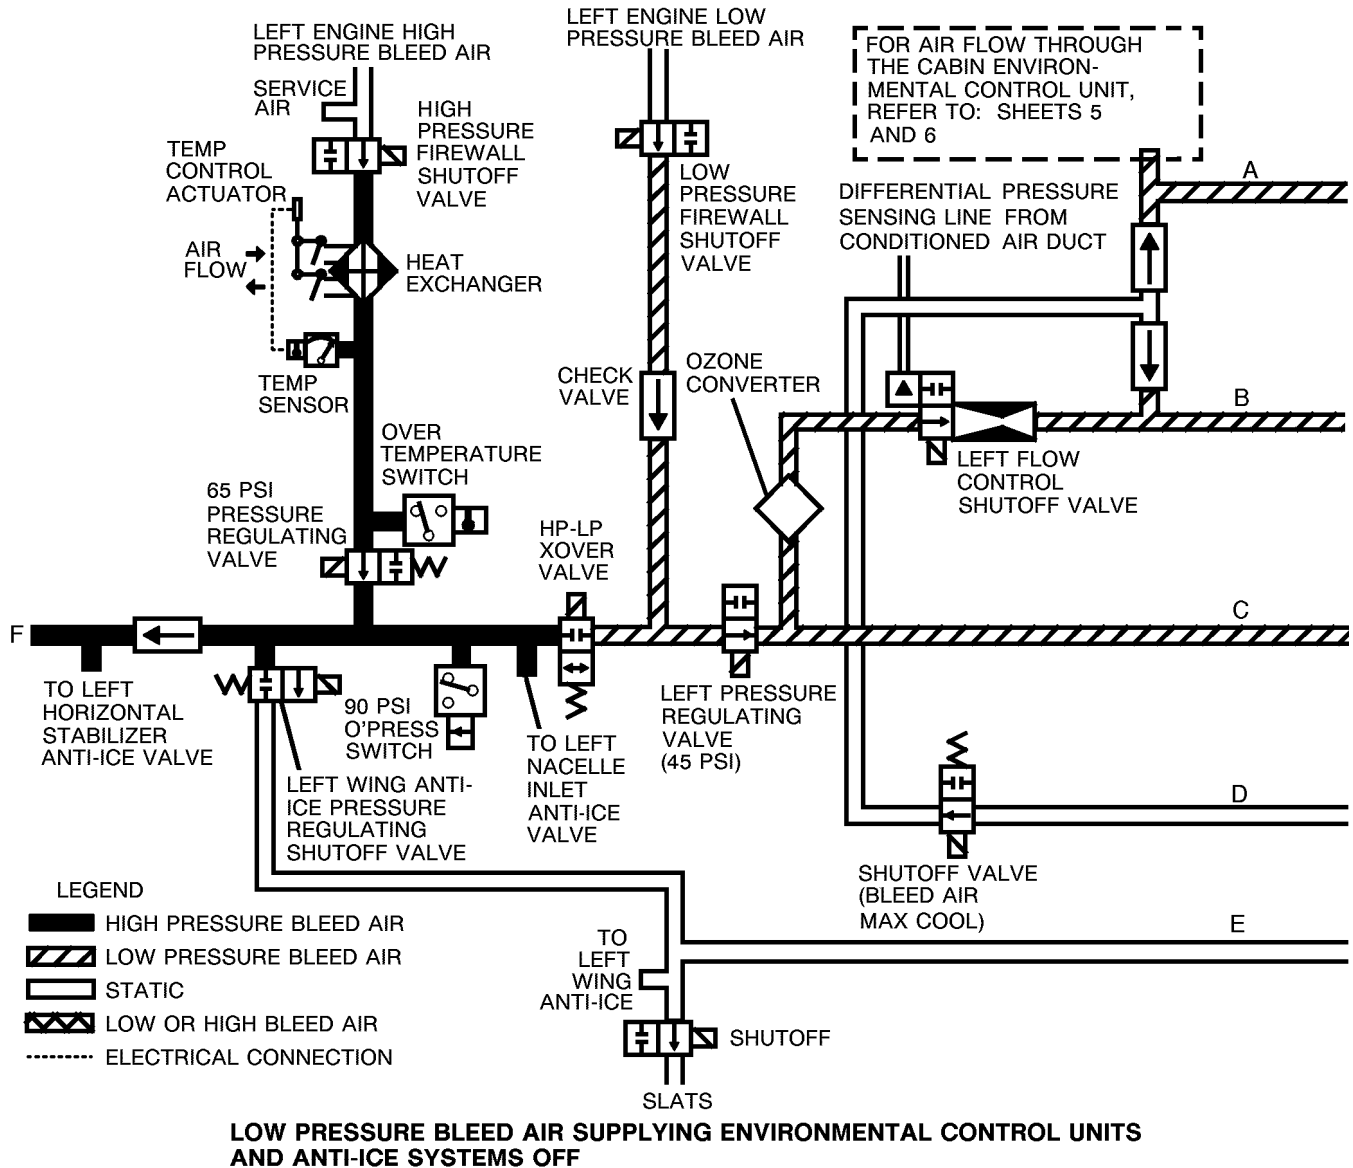 LEFT ENGINE HIGH
PRESSURE BLEED AIR
LEFT ENGINE LOW
PRESSURE BLEED AIR
FOR AIR FLOW THROUGH
THE CABIN ENVIRON-
MENTAL CONTROL UNIT,
REFER TO: SHEETS 5
AND 6
SERVICE
AIR
HIGH
PRESSURE
FIREWALL
SHUTOFF
VALVE
TEMP
CONTROL
ACTUATOR
LOW
PRESSURE
FIREWALL
SHUTOFF
VALVE
DIFFERENTIAL PRESSURE
SENSING LINE FROM
CONDITIONED AIR DUCT
A
AIR
FLOW
HEAT
EXCHANGER
TEMP
SENSOR
CHECK
VALVE
OZONE
CONVERTER
B
OVER
TEMPERATURE
SWITCH
LEFT FLOW
CONTROL
SHUTOFF VALVE
65 PSI
PRESSURE
REGULATING
VALVE
HP-LP
XOVER
VALVE
F
C
TO LEFT
HORIZONTAL
STABILIZER
ANTI-ICE VALVE
90 PSI
O'PRESS
SWITCH
TO LEFT
NACELLE
INLET
ANTI-ICE
VALVE
LEFT PRESSURE
REGULATING
VALVE
(45 PSI)
LEFT WING ANTI-
ICE PRESSURE
REGULATING
SHUTOFF VALVE
D
SHUTOFF VALVE
(BLEED AIR
MAX COOL)
E
LEGEND
HIGH PRESSURE BLEED AIR
LOW PRESSURE BLEED AIR
STATIC
LOW OR HIGH BLEED AIR
ELECTRICAL CONNECTION
TO
LEFT
WING
ANTI-ICE
SHUTOFF
SLATS
LOW PRESSURE BLEED AIR SUPPLYING ENVIRONMENTAL CONTROL UNITS
AND ANTI-ICE SYSTEMS OFF